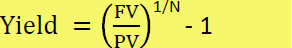 Yield = (FV/PV)^1/N - 1